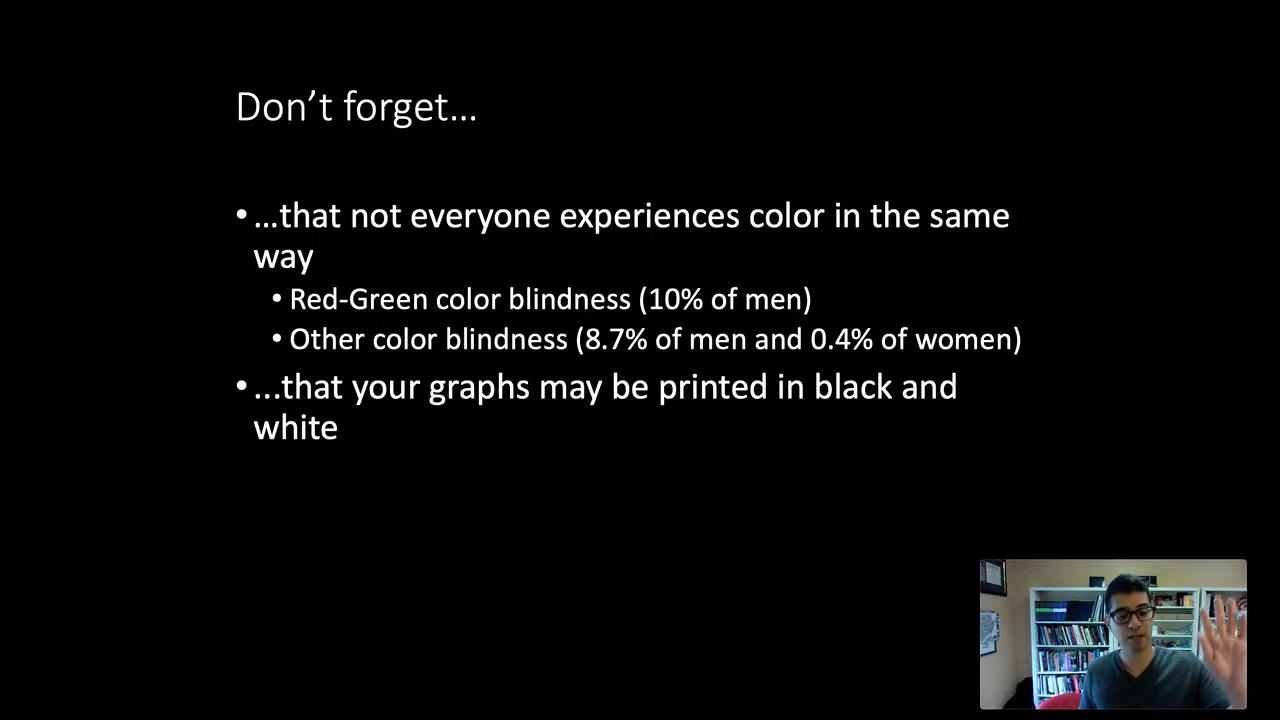 Don’t forget…
• …that not everyone experiences color in the same
way
• Red-Green color blindness (10% of men)
• Other color blindness (8.7% of men and 0.4% of women)
• ...that your graphs may be printed in black and
white